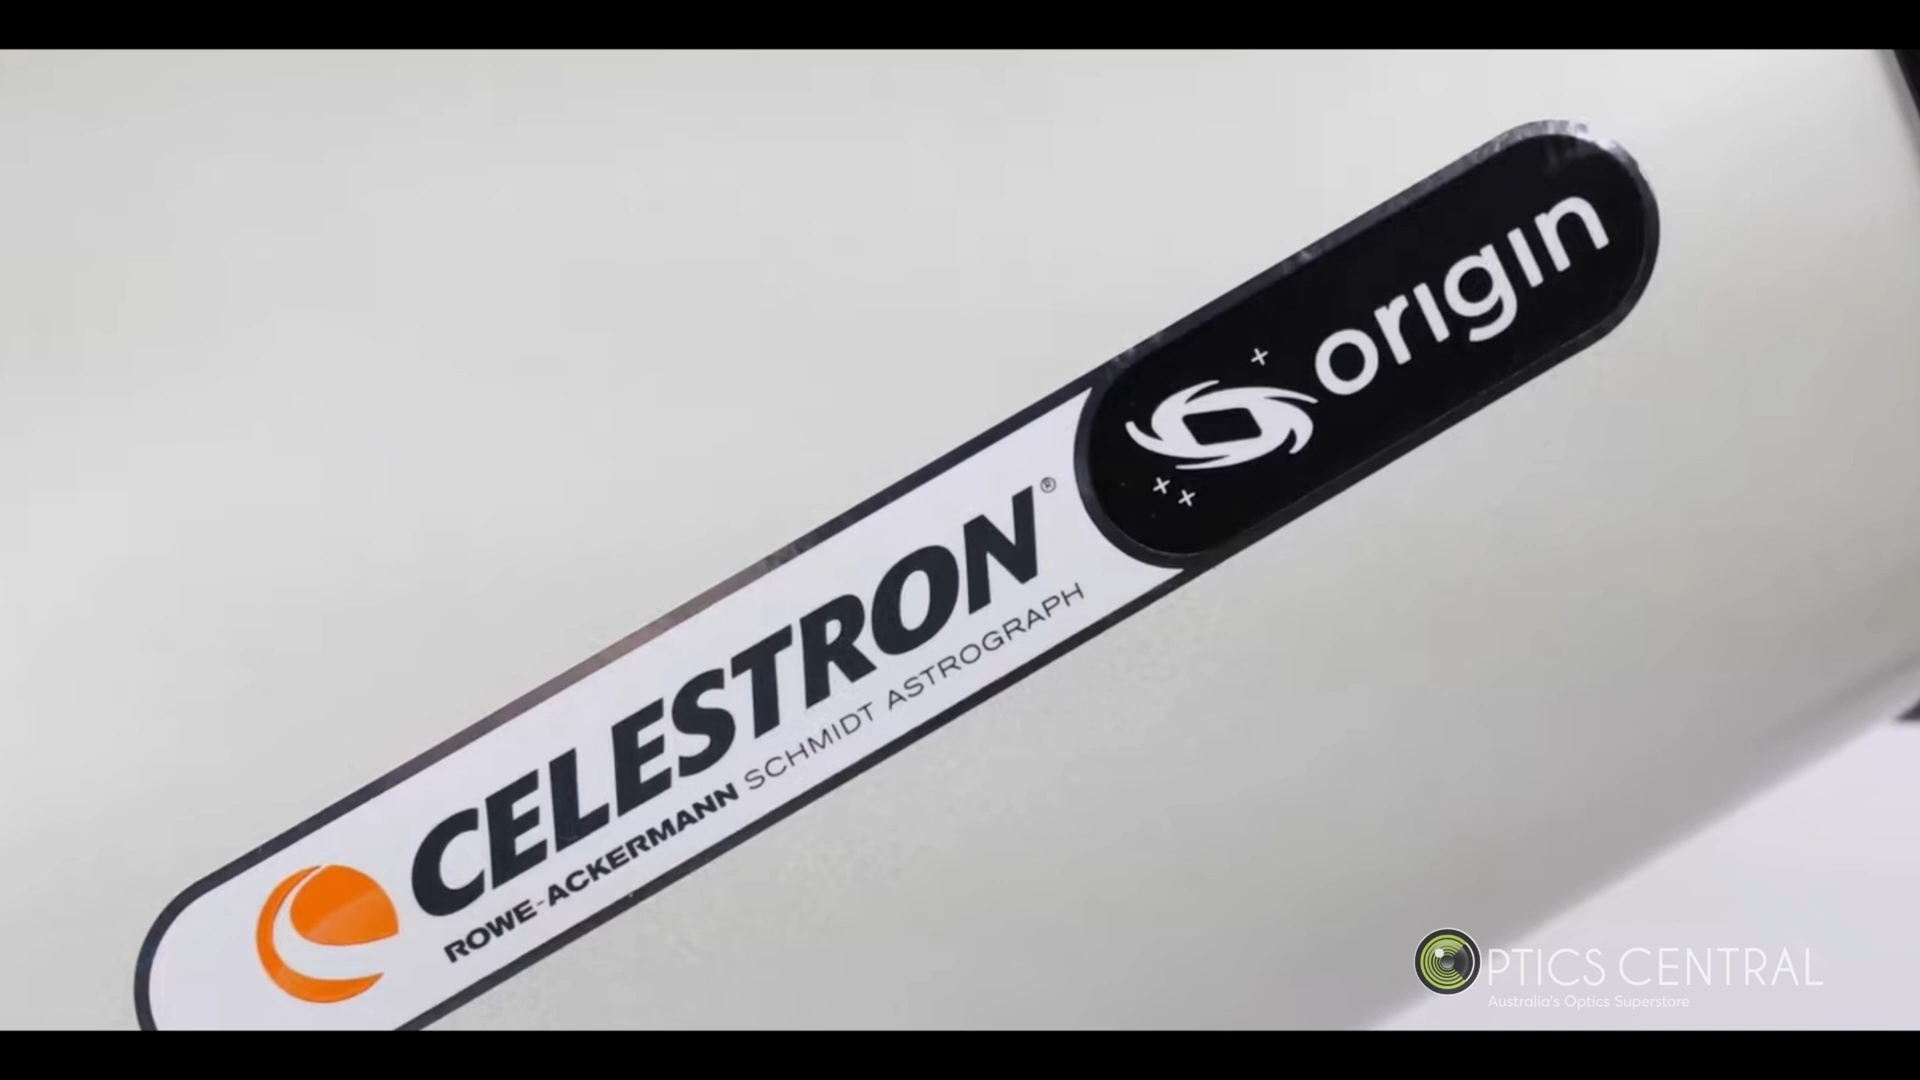 origin
CELESTRON®
ROWE-ACKERMANN SCHMIDT ASTROGRAPH
OPTICS CENTRAL
Australia's Optics Superstore